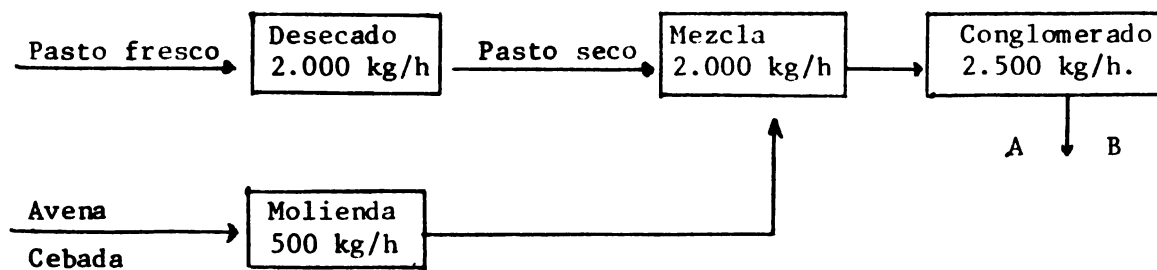 Pasto fresco
Desecado
2.000 kg/h
Pasto seco
Mezcla
2.000 kg/h
Conglomerado
2.500 kg/h.
A B
Avena
Cebada
Molienda
500 kg/h